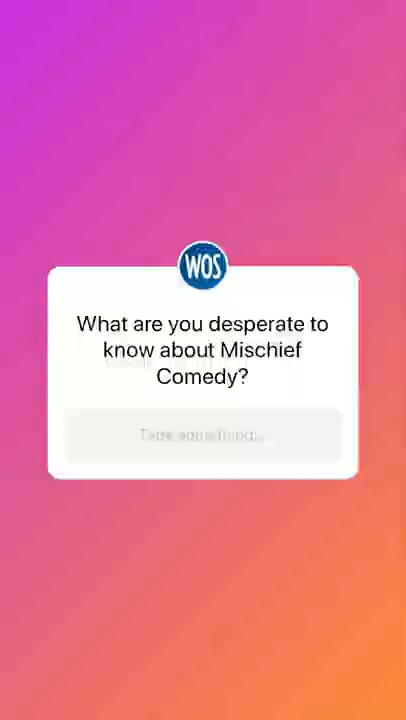 WOS
What are you desperate to
know about Mischief
Comedy?
Type something...